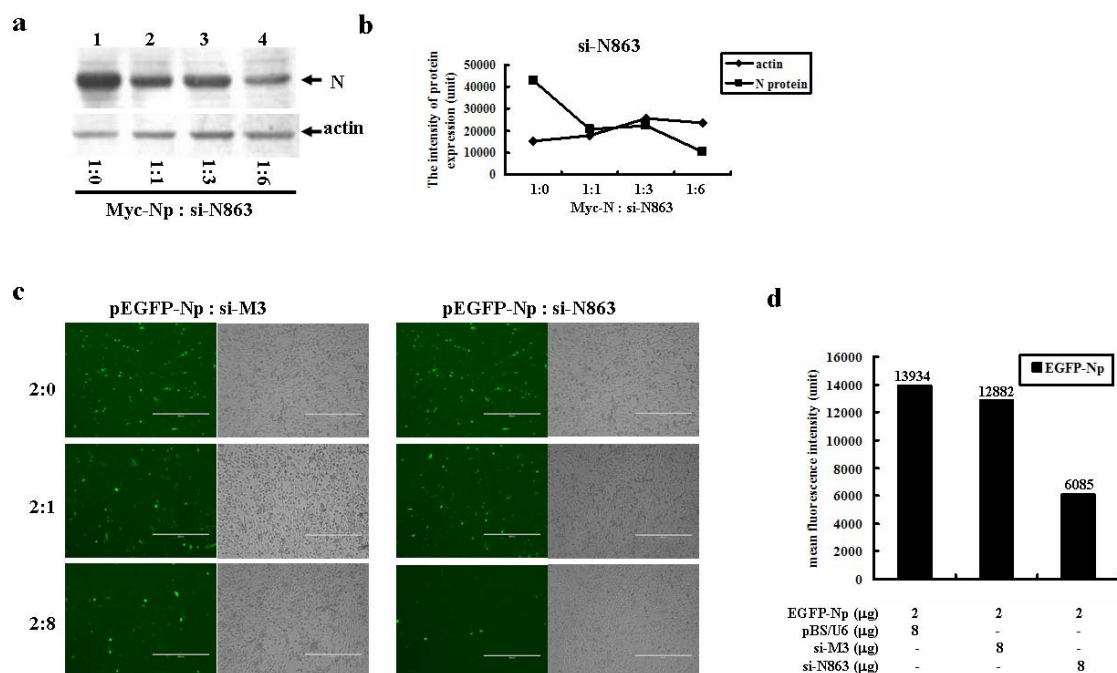 a
1 2 3 4
N
actin
1:0 1:1 1:3 1:6
Myc-Np : si-N863
b
si-N863
actin
N protein
The intensity of protein
expression (unit)
50000
40000
30000
20000
10000
0
1:0 1:1 1:3 1:6
Myc-N : si-N863
c
pEGFP-Np : si-M3 pEGFP-Np : si-N863
2:0
2:1
2:8
d
EGFP-Np
mean fluorescence intensity (unit)
16000
14000
12000
10000
8000
6000
4000
2000
0
13934
12882
6085
EGFP-Np (μg) 2 2 2
pBS/U6 (μg) 8 - -
si-M3 (μg) - 8 -
si-N863 (μg) - - 8